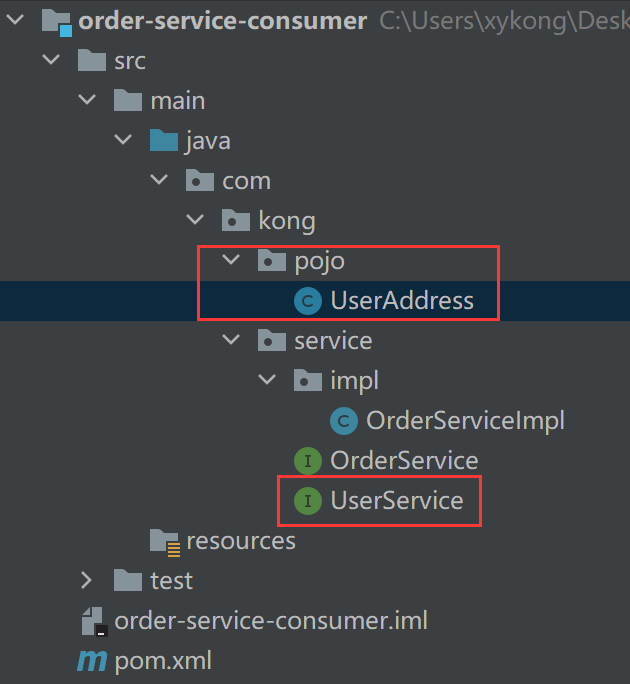 order-service-consumer C:\Users\xykong\Desk
src
main
java
com
kong
pojo
C UserAddress
service
impl
C OrderServiceImpl
I OrderService
I UserService
resources
test
order-service-consumer.iml
m pom.xml